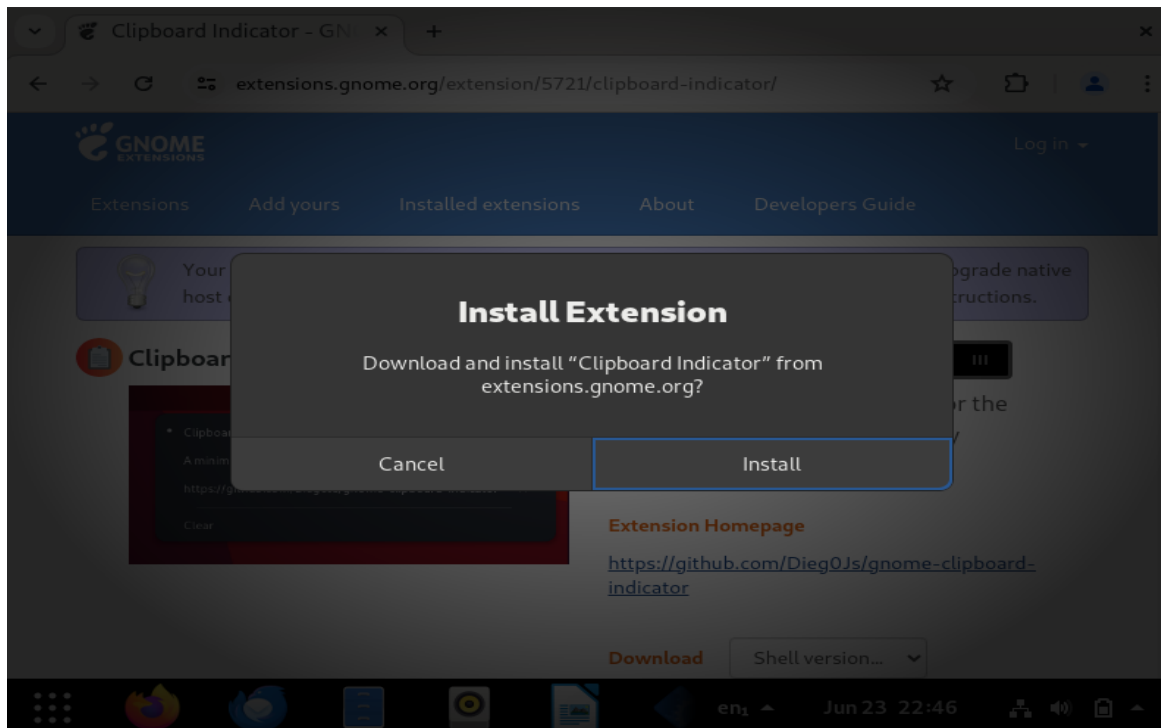 Clipboard Indicator - GN
extensions.gnome.org/extension/5721/clipboard-indicator/
GNOME
EXTENSIONS
Log in
Extensions Add yours Installed extensions About Developers Guide
Your
host
native
Clipboar
Install Extension
Download and install “Clipboard Indicator” from
extensions.gnome.org?
Cancel Install
r the
Clipboar
A minim
https://g
Clear
Extension Homepage
https://github.com/Dieg0Js/gnome-clipboard-
indicator
Download Shell version...
en₁ Jun 23 22:46